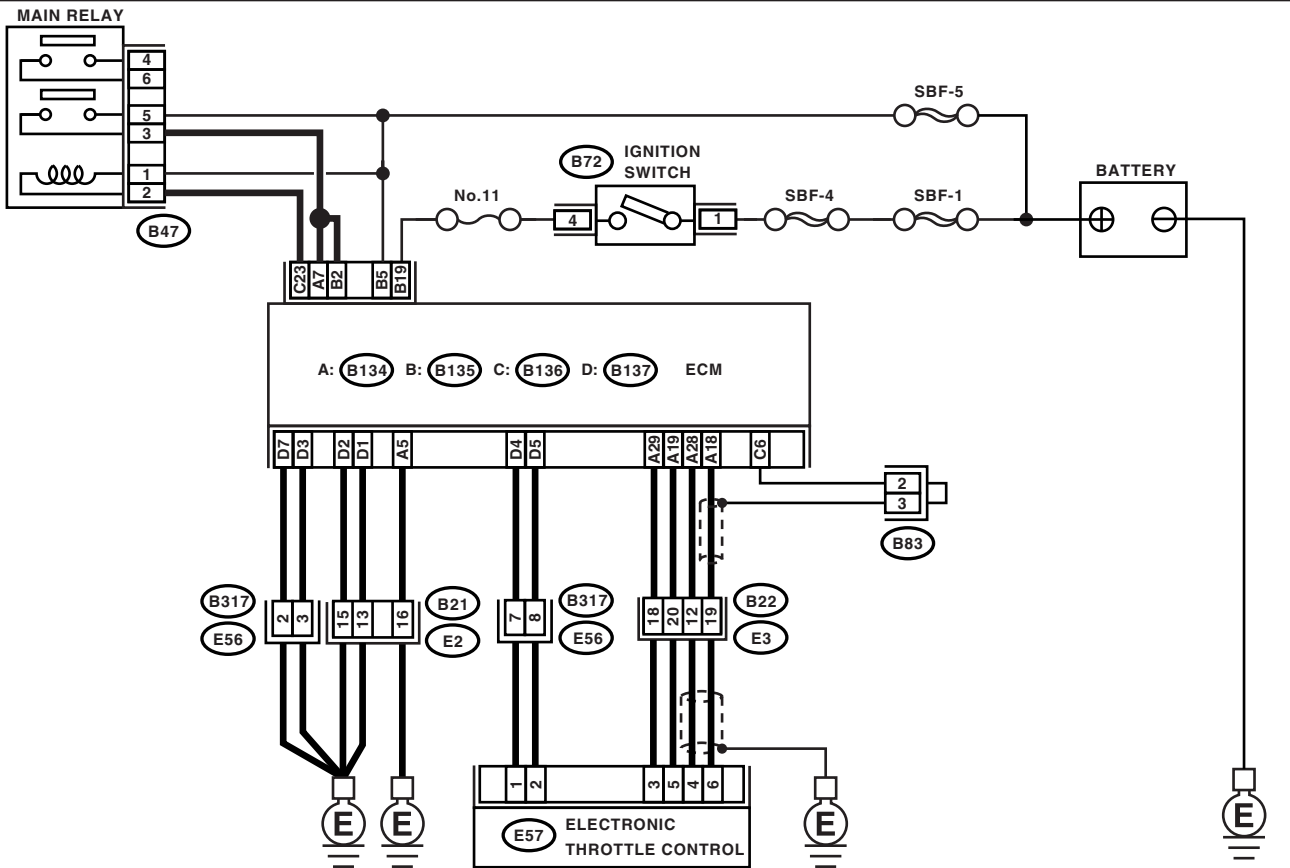 MAIN RELAY
4
6
5
3
1
2
B47
SBF-5
B72
IGNITION
SWITCH
No.11
4
1
SBF-4
SBF-1
BATTERY
C23 A7 B2 B5 B19
A: B134 B: B135 C: B136 D: B137 ECM
D7 D3 D2 D1 A5 D4 D5 A29 A19 A28 A18 C6
2
3
B83
B317
E56
2 3 15 13 16
B21
E2
7 8
B317
E56
18 20 12 19
B22
E3
1 2 3 5 4 6
E57 ELECTRONIC
THROTTLE CONTROL
E E E E